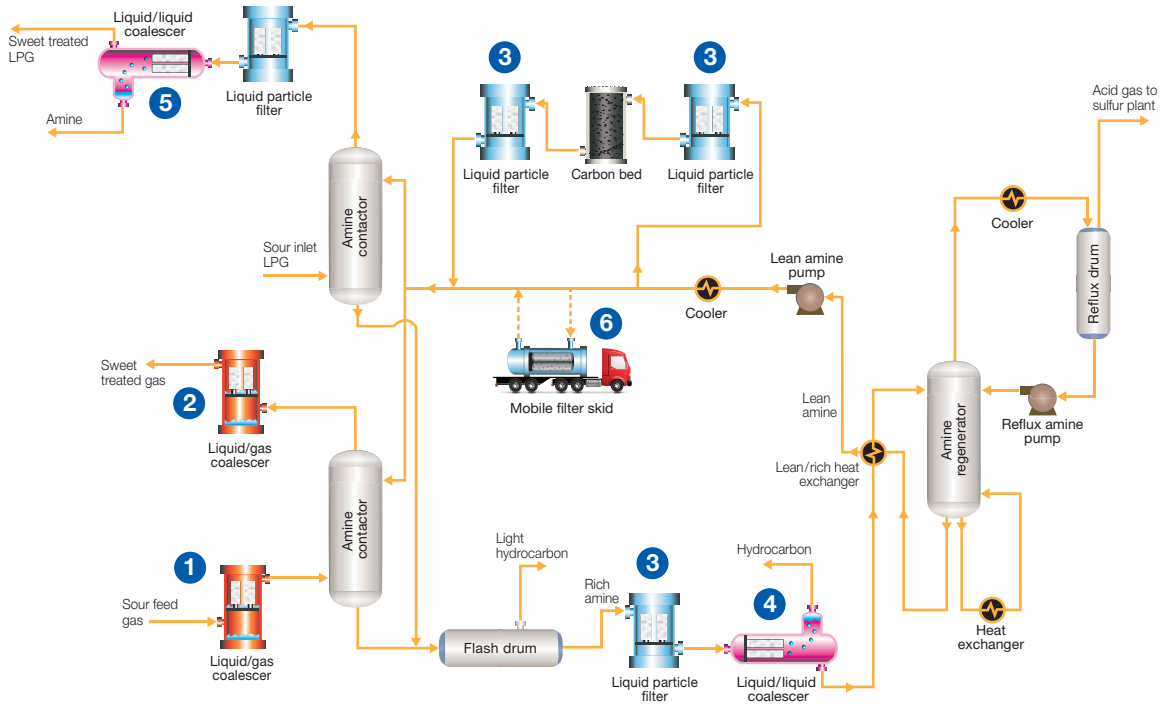 Liquid/liquid
coalescer
Sweet treated
LPG
5
Amine
Liquid particle
filter
3
Liquid particle
filter
Carbon bed
3
Liquid particle
filter
Acid gas to
sulfur plant
Amine
contactor
Sour inlet
LPG
Lean amine
pump
Cooler
Cooler
Reflux drum
6
Mobile filter skid
Sweet
treated gas
2
Liquid/gas
coalescer
Lean
amine
Lean/rich heat
exchanger
Amine
regenerator
Reflux amine
pump
Amine
contactor
1
Sour feed
gas
Liquid/gas
coalescer
Light
hydrocarbon
Flash drum
Rich
amine
3
Liquid particle
filter
Hydrocarbon
4
Liquid/liquid
coalescer
Heat
exchanger